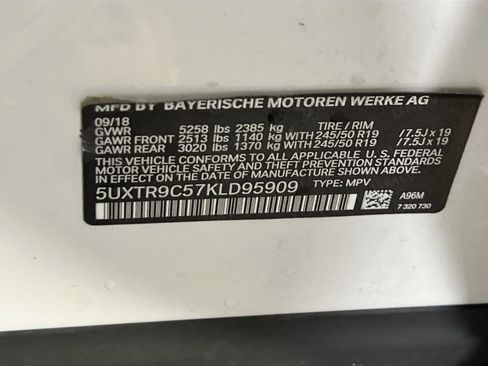 MFD BY BAYERISCHE MOTOREN WERKE AG
09/18 TIRE / RIM
GVWR 5258 lbs 2385 kg
GAWR FRONT 2513 lbs 1140 kg WITH 245/50 R19 /7.5J x 19
GAWR REAR 3020 lbs 1370 kg WITH 245/50 R19 /7.5J x 19
THIS VEHICLE CONFORMS TO ALL APPLICABLE U.S. FEDERAL
MOTOR VEHICLE SAFETY STANDARDS IN EFFECT ON THE
DATE OF MANUFACTURE SHOWN ABOVE.
5UXTR9C57KLD95909 TYPE: MPV
A96M
7 320 730